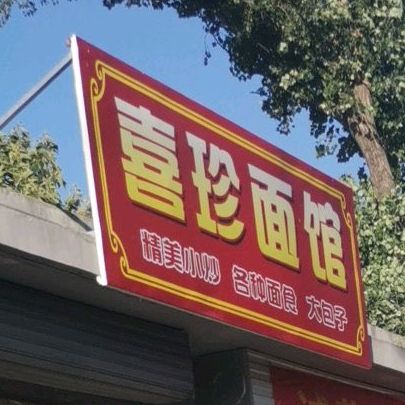 喜珍面馆
精美小炒 各种面食 大包子